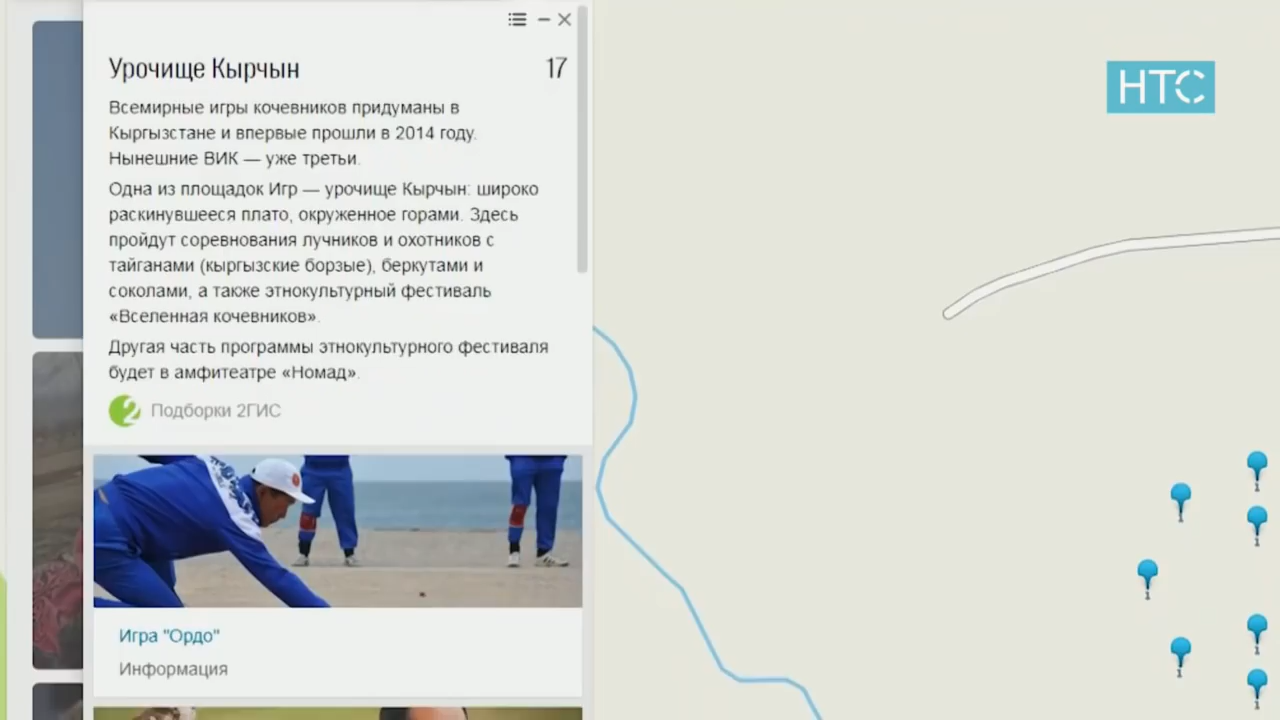 НТС
Урочище Кырчын
17
Всемирные игры кочевников придуманы в
Кыргызстане и впервые прошли в 2014 году.
Нынешние ВИК — уже третьи.
Одна из площадок Игр — урочище Кырчын: широко
раскинувшееся плато, окруженное горами. Здесь
пройдут соревнования лучников и охотников с
тайганами (кыргызские борзые), беркутами и
соколами, а также этнокультурный фестиваль
«Вселенная кочевников».
Другая часть программы этнокультурного фестиваля
будет в амфитеатре «Номад».
2 Подборки 2ГИС
Игра "Ордо"
Информация